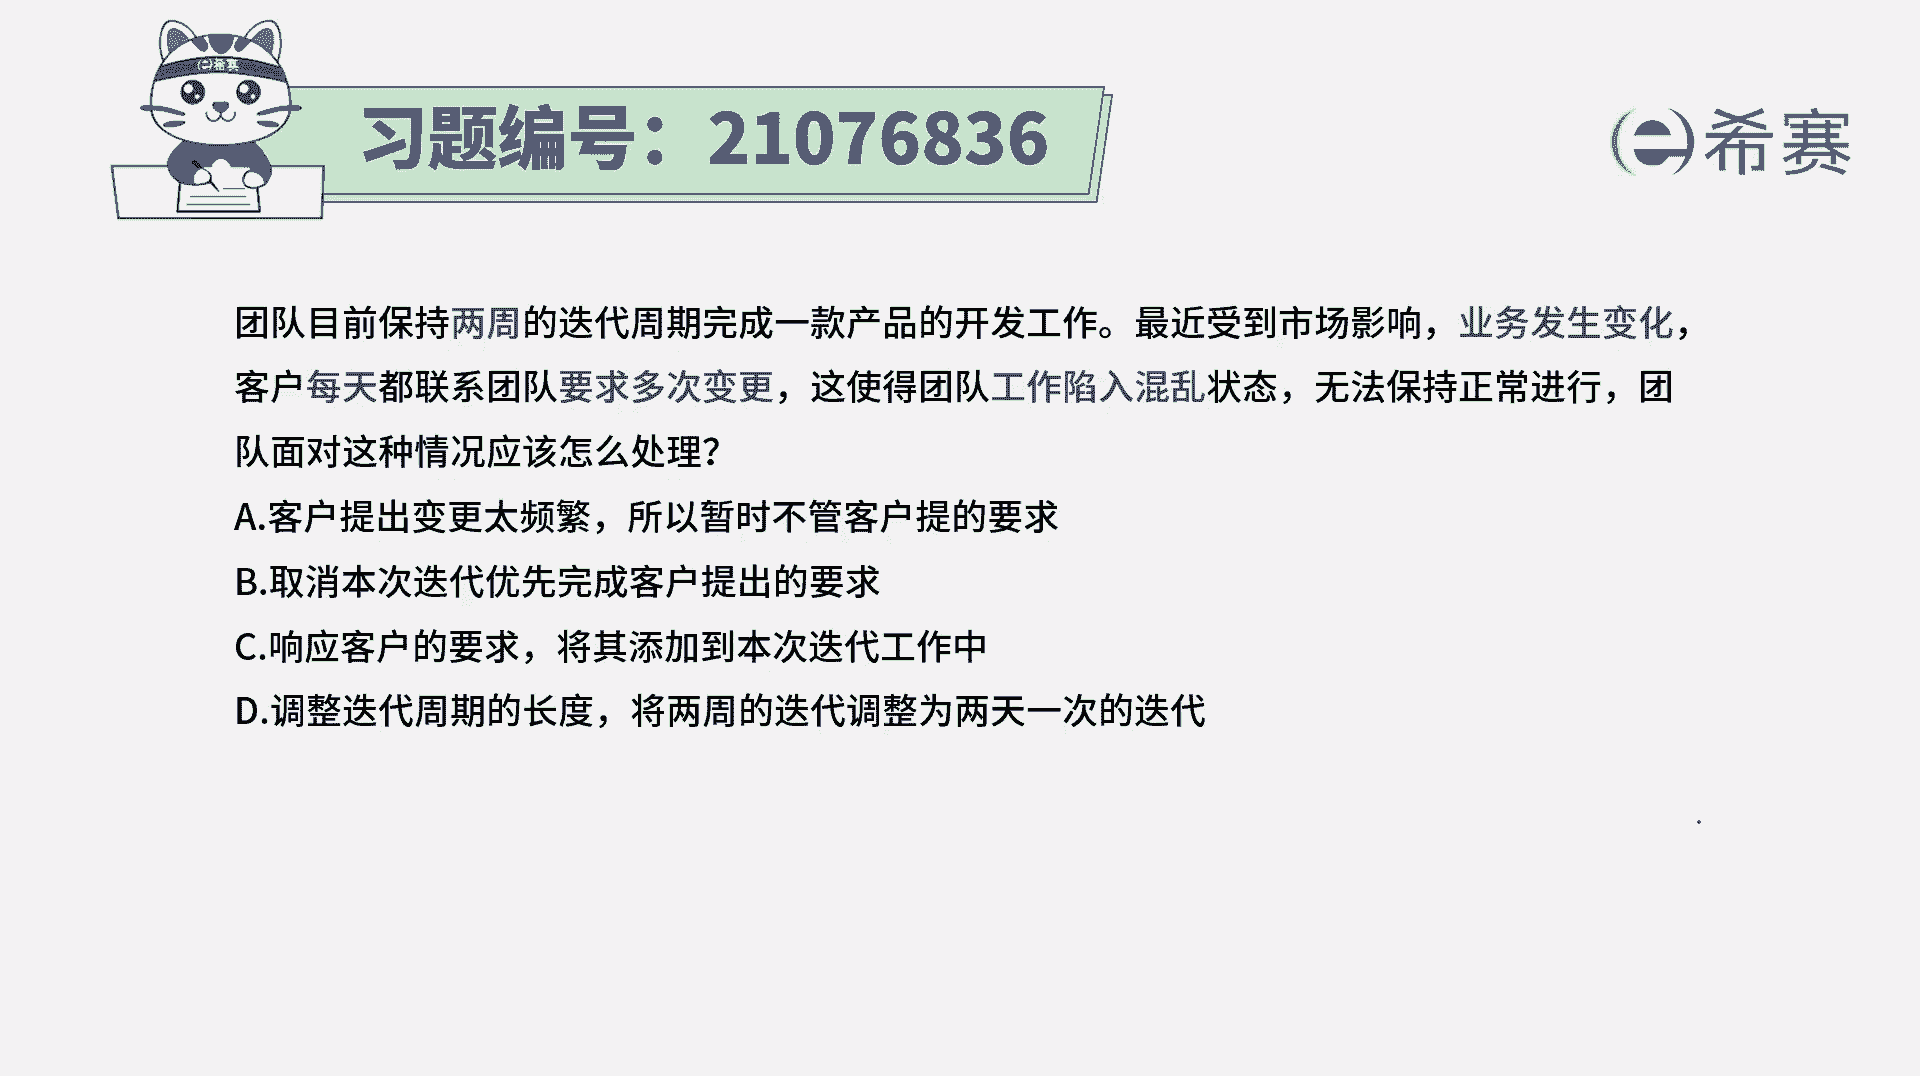 希赛
习题编号：21076836
希赛
团队目前保持两周的迭代周期完成一款产品的开发工作。最近受到市场影响，业务发生变化，
客户每天都联系团队要求多次变更，这使得团队工作陷入混乱状态，无法保持正常进行，团
队面对这种情况应该怎么处理？
A.客户提出变更太频繁，所以暂时不管客户提的要求
B.取消本次迭代优先完成客户提出的要求
C.响应客户的要求，将其添加到本次迭代工作中
D.调整迭代周期的长度，将两周的迭代调整为两天一次的迭代